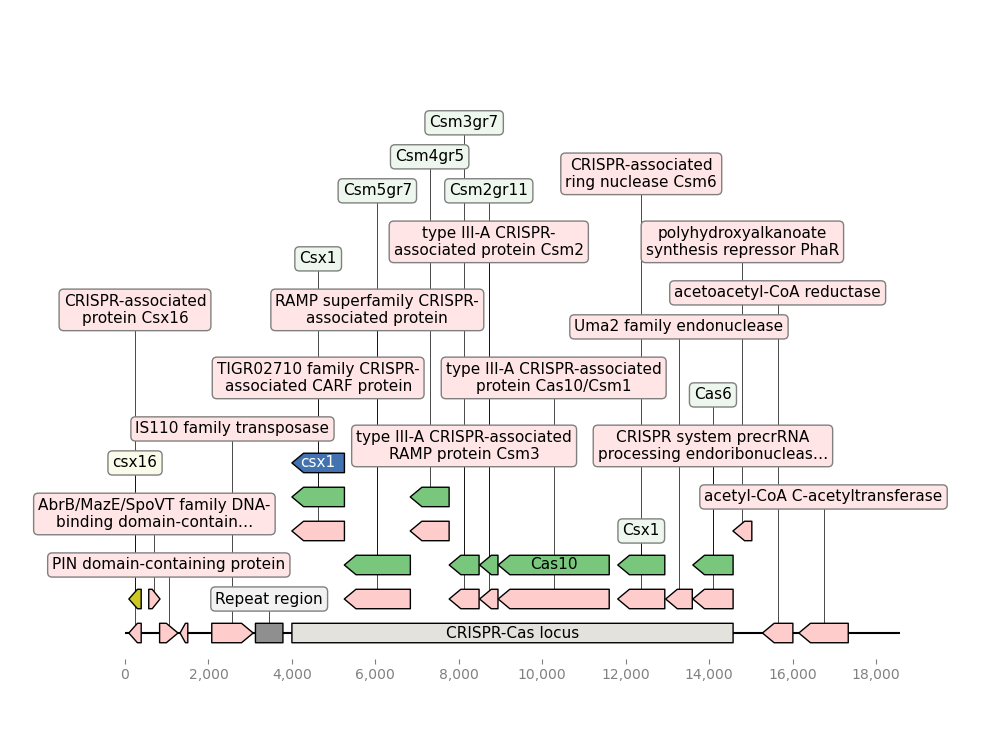 Csm3gr7
Csm4gr5
CRISPR-associated
ring nuclease Csm6
Csm5gr7
Csm2gr11
type III-A CRISPR-
associated protein Csm2
polyhydroxyalkanoate
synthesis repressor PhaR
Csx1
acetoacetyl-CoA reductase
CRISPR-associated
protein Csx16
RAMP superfamily CRISPR-
associated protein
Uma2 family endonuclease
TIGR02710 family CRISPR-
associated CARF protein
type III-A CRISPR-associated
protein Cas10/Csm1
Cas6
IS110 family transposase
type III-A CRISPR-associated
RAMP protein Csm3
CRISPR system precrRNA
processing endoribonucleas…
csx16
csx1
AbrB/MazE/SpoVT family DNA-
binding domain-contain…
acetyl-CoA C-acetyltransferase
Csx1
PIN domain-containing protein
Cas10
Repeat region
CRISPR-Cas locus
0 2,000 4,000 6,000 8,000 10,000 12,000 14,000 16,000 18,000